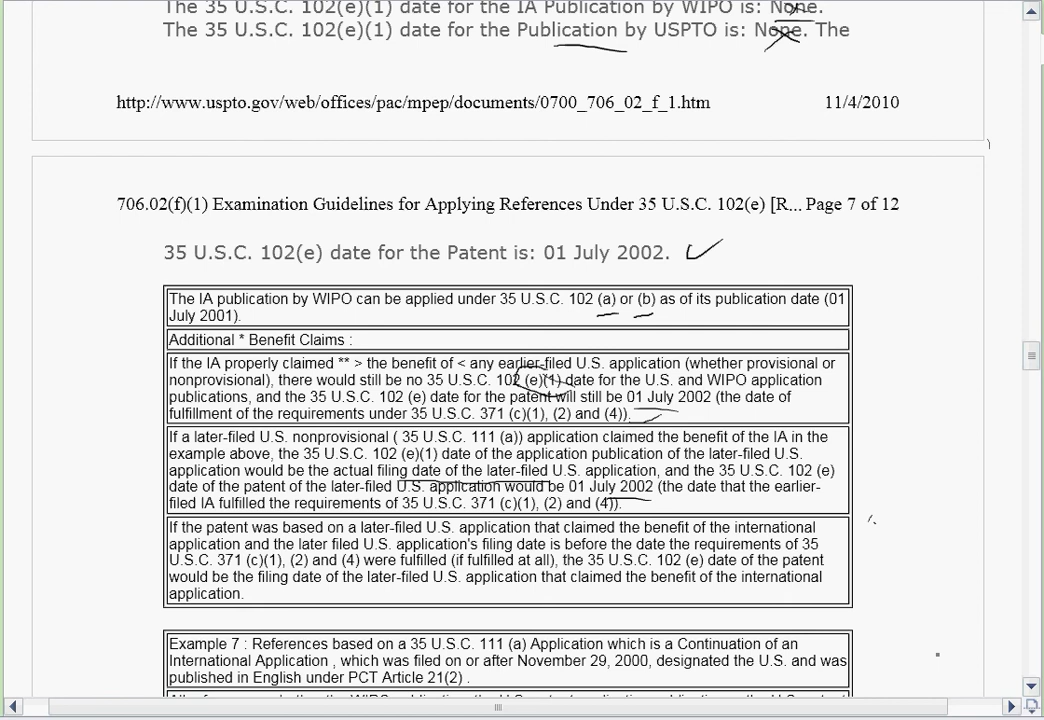 The 35 U.S.C. 102(e)(1) date for the IA Publication by WIPO is: None.
The 35 U.S.C. 102(e)(1) date for the Publication by USPTO is: None. The
http://www.uspto.gov/web/offices/pac/mpep/documents/0700_706_02_f_1.htm 11/4/2010
706.02(f)(1) Examination Guidelines for Applying References Under 35 U.S.C. 102(e) [R... Page 7 of 12
35 U.S.C. 102(e) date for the Patent is: 01 July 2002.
The IA publication by WIPO can be applied under 35 U.S.C. 102 (a) or (b) as of its publication date (01
July 2001).
Additional * Benefit Claims :
If the IA properly claimed ** > the benefit of < any earlier-filed U.S. application (whether provisional or
nonprovisional), there would still be no 35 U.S.C. 102 (e)(1) date for the U.S. and WIPO application
publications, and the 35 U.S.C. 102 (e) date for the patent will still be 01 July 2002 (the date of
fulfillment of the requirements under 35 U.S.C. 371 (c)(1), (2) and (4)).
If a later-filed U.S. nonprovisional ( 35 U.S.C. 111 (a)) application claimed the benefit of the IA in the
example above, the 35 U.S.C. 102 (e)(1) date of the application publication of the later-filed U.S.
application would be the actual filing date of the later-filed U.S. application, and the 35 U.S.C. 102 (e)
date of the patent of the later-filed U.S. application would be 01 July 2002 (the date that the earlier-
filed IA fulfilled the requirements of 35 U.S.C. 371 (c)(1), (2) and (4)).
If the patent was based on a later-filed U.S. application that claimed the benefit of the international
application and the later filed U.S. application's filing date is before the date the requirements of 35
U.S.C. 371 (c)(1), (2) and (4) were fulfilled (if fulfilled at all), the 35 U.S.C. 102 (e) date of the patent
would be the filing date of the later-filed U.S. application that claimed the benefit of the international
application.
Example 7 : References based on a 35 U.S.C. 111 (a) Application which is a Continuation of an
International Application , which was filed on or after November 29, 2000, designated the U.S. and was
published in English under PCT Article 21(2) .